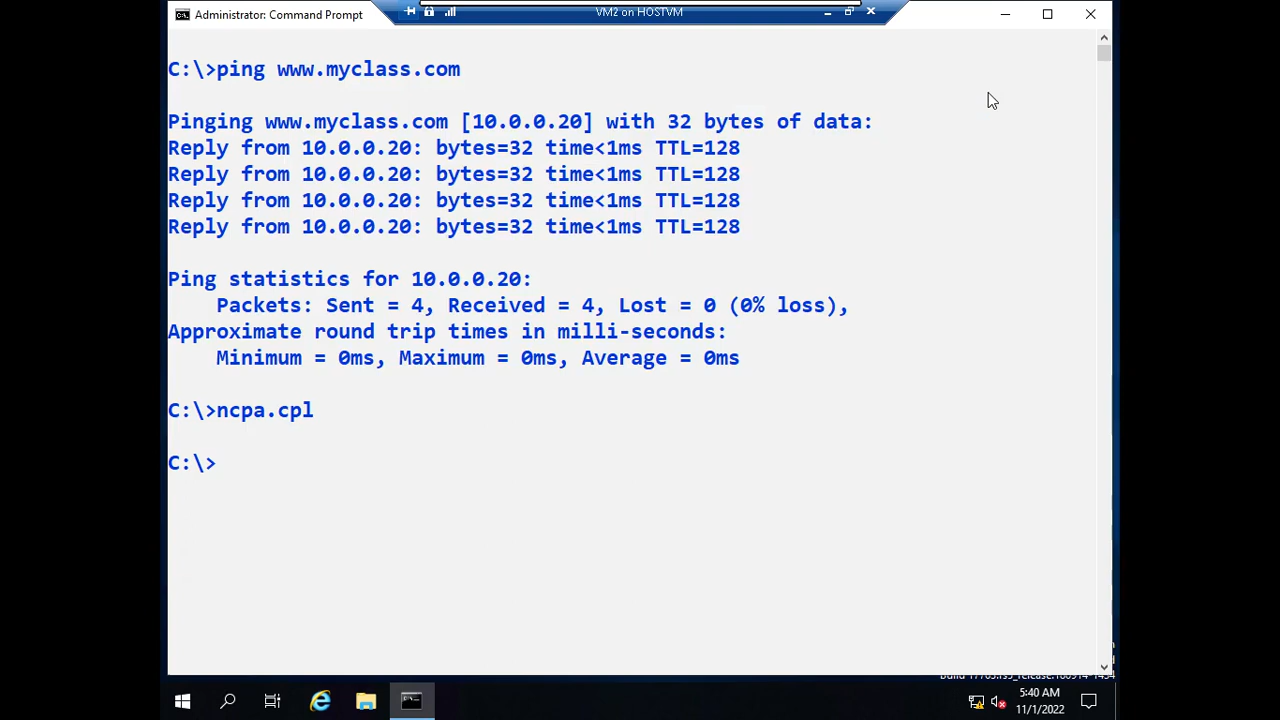 Administrator: Command Prompt
VM2 on HOSTVM
C:\>ping www.myclass.com
Pinging www.myclass.com [10.0.0.20] with 32 bytes of data:
Reply from 10.0.0.20: bytes=32 time<1ms TTL=128
Reply from 10.0.0.20: bytes=32 time<1ms TTL=128
Reply from 10.0.0.20: bytes=32 time<1ms TTL=128
Reply from 10.0.0.20: bytes=32 time<1ms TTL=128
Ping statistics for 10.0.0.20:
Packets: Sent = 4, Received = 4, Lost = 0 (0% loss),
Approximate round trip times in milli-seconds:
Minimum = 0ms, Maximum = 0ms, Average = 0ms
C:\>ncpa.cpl
C:\>
5:40 AM
11/1/2022